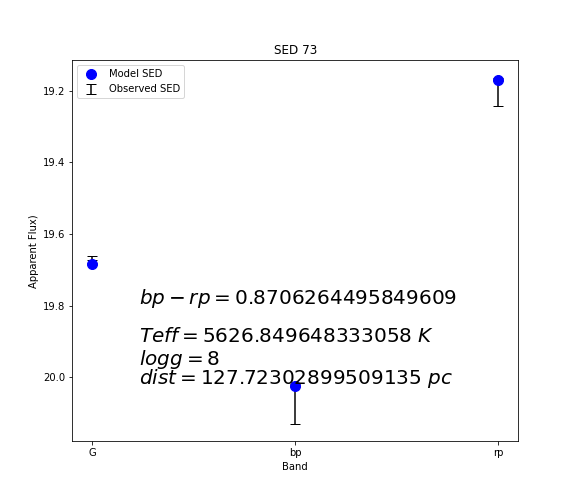 SED 73
Model SED
Observed SED
19.2
19.4
19.6
19.8
20.0
Apparent Flux)
bp − rp = 0.8706264495849609
Teff = 5626.849648333058 K
logg = 8
dist = 127.72302899509135 pc
G
bp
rp
Band